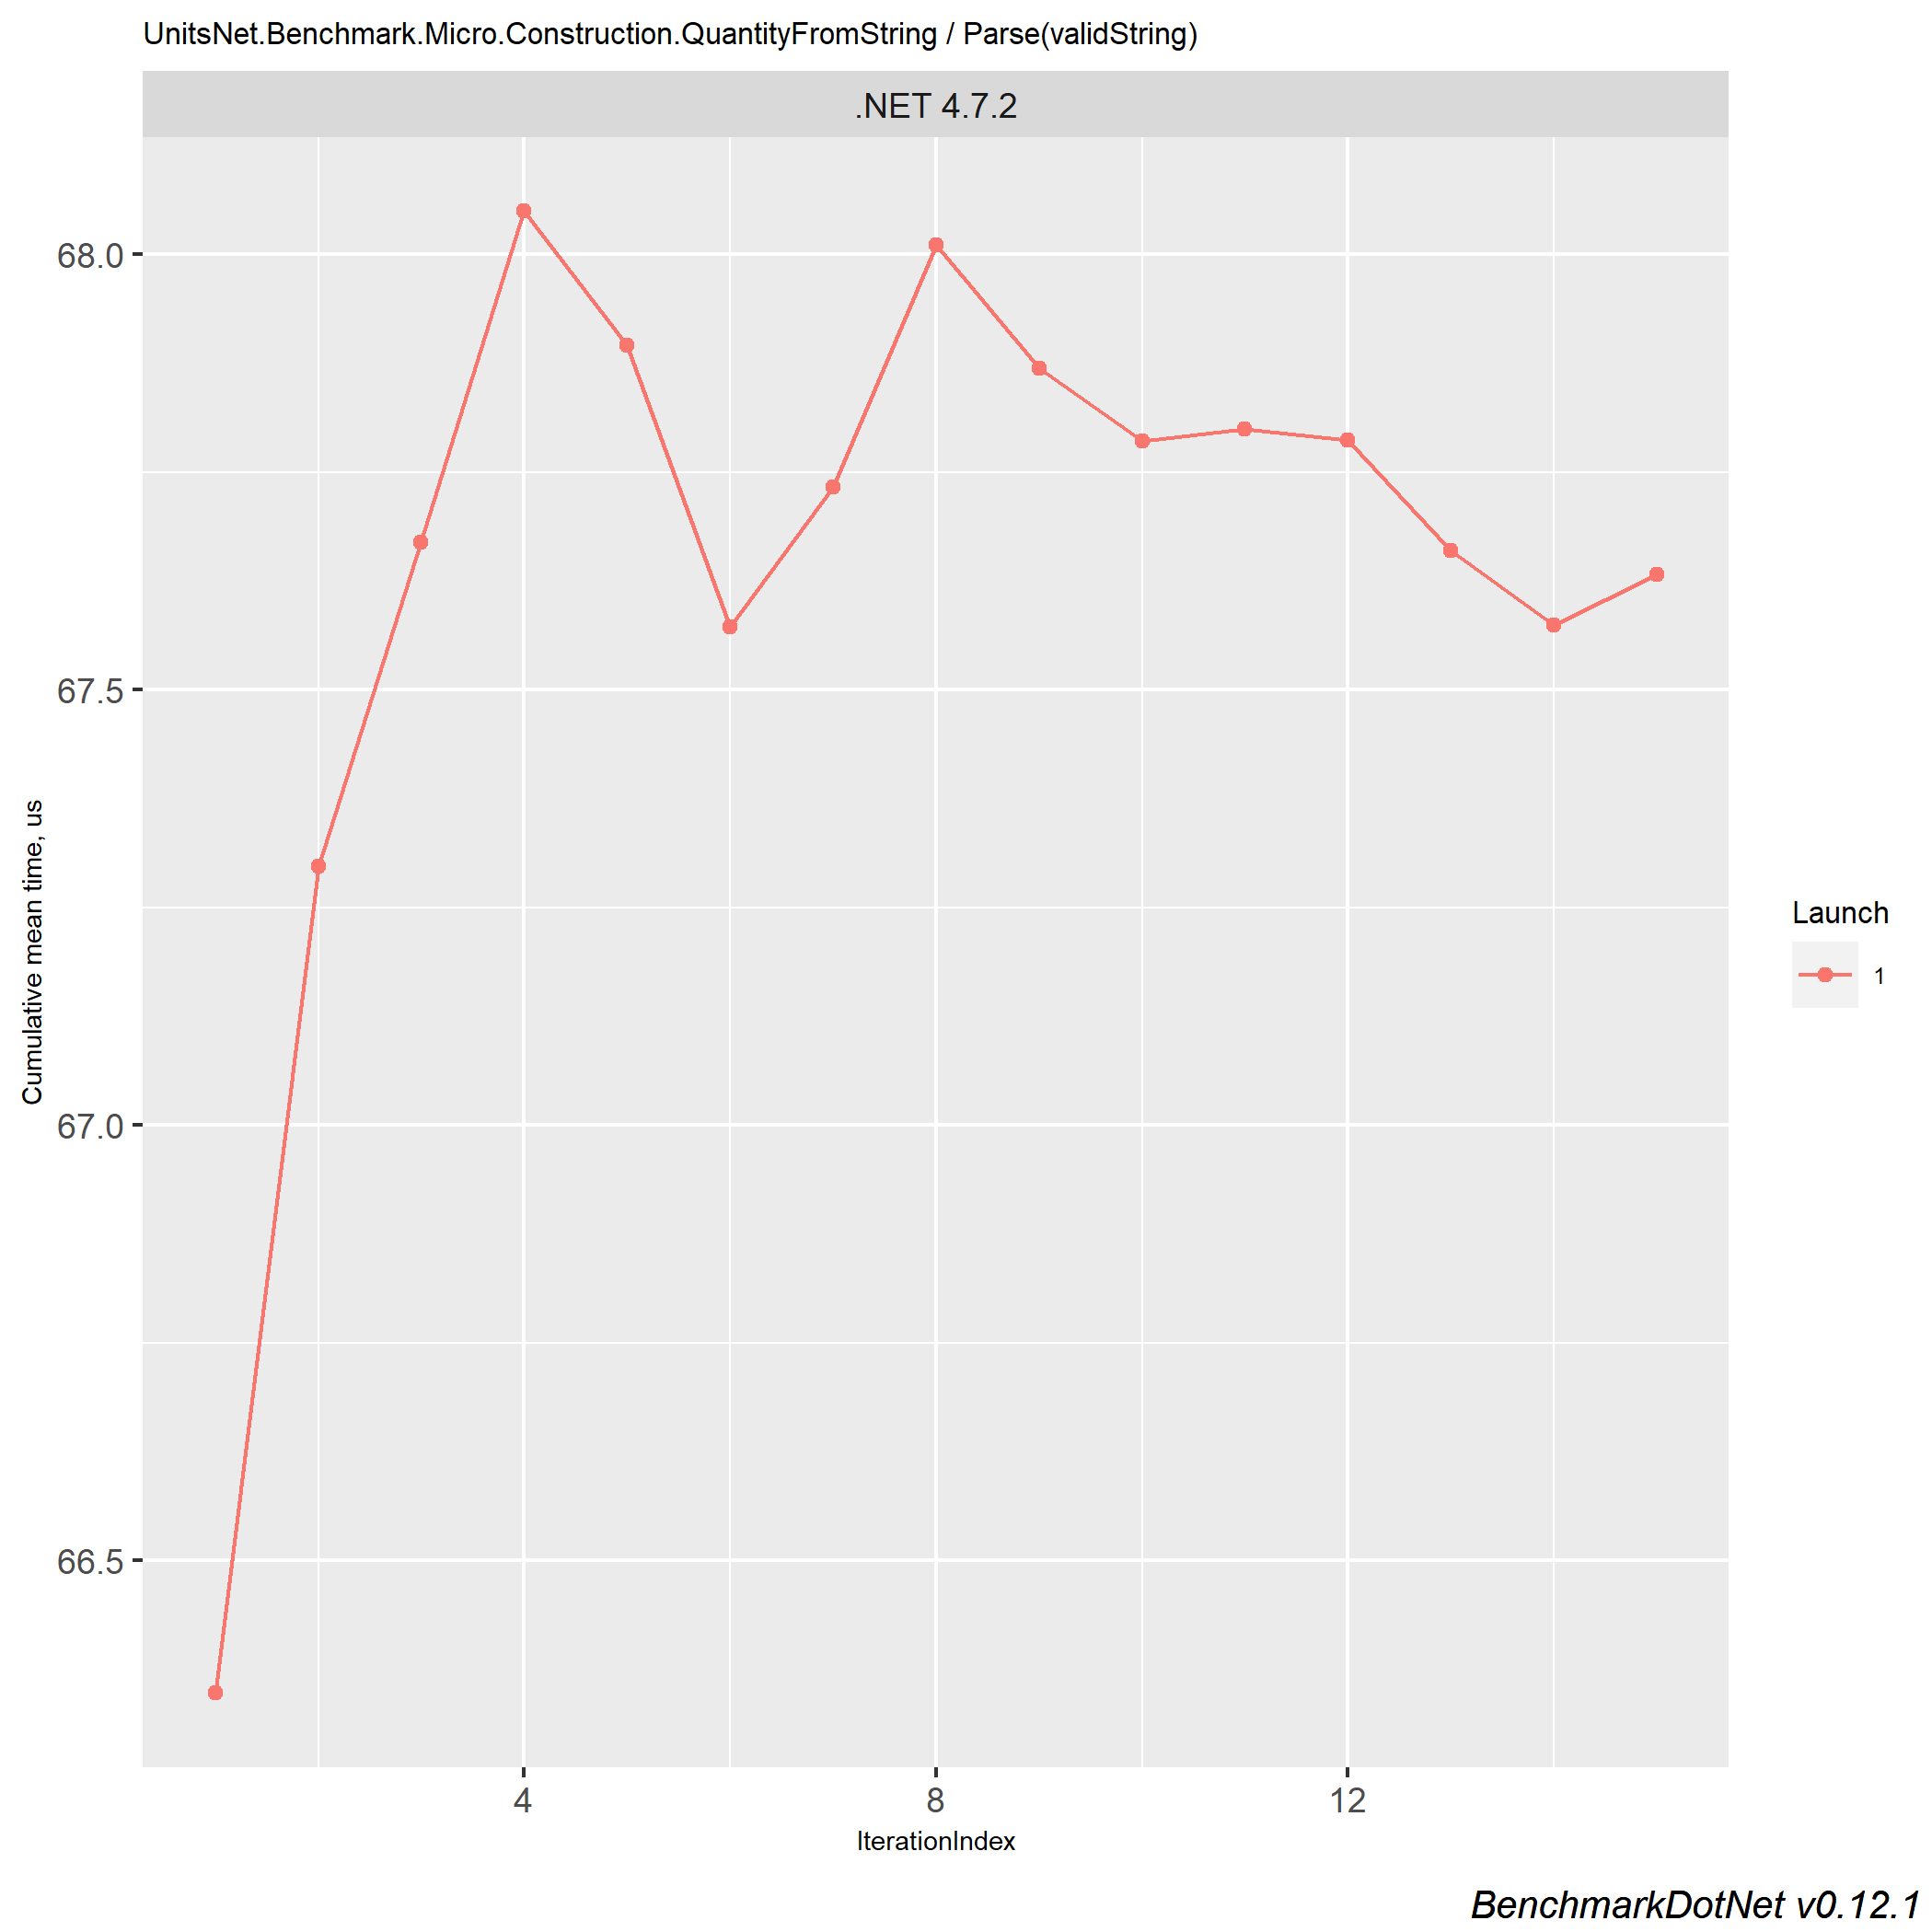 UnitsNet.Benchmark.Micro.Construction.QuantityFromString / Parse(validString)
.NET 4.7.2
68.0
67.5
67.0
66.5
Cumulative mean time, us
4
8
12
IterationIndex
Launch
1
BenchmarkDotNet v0.12.1